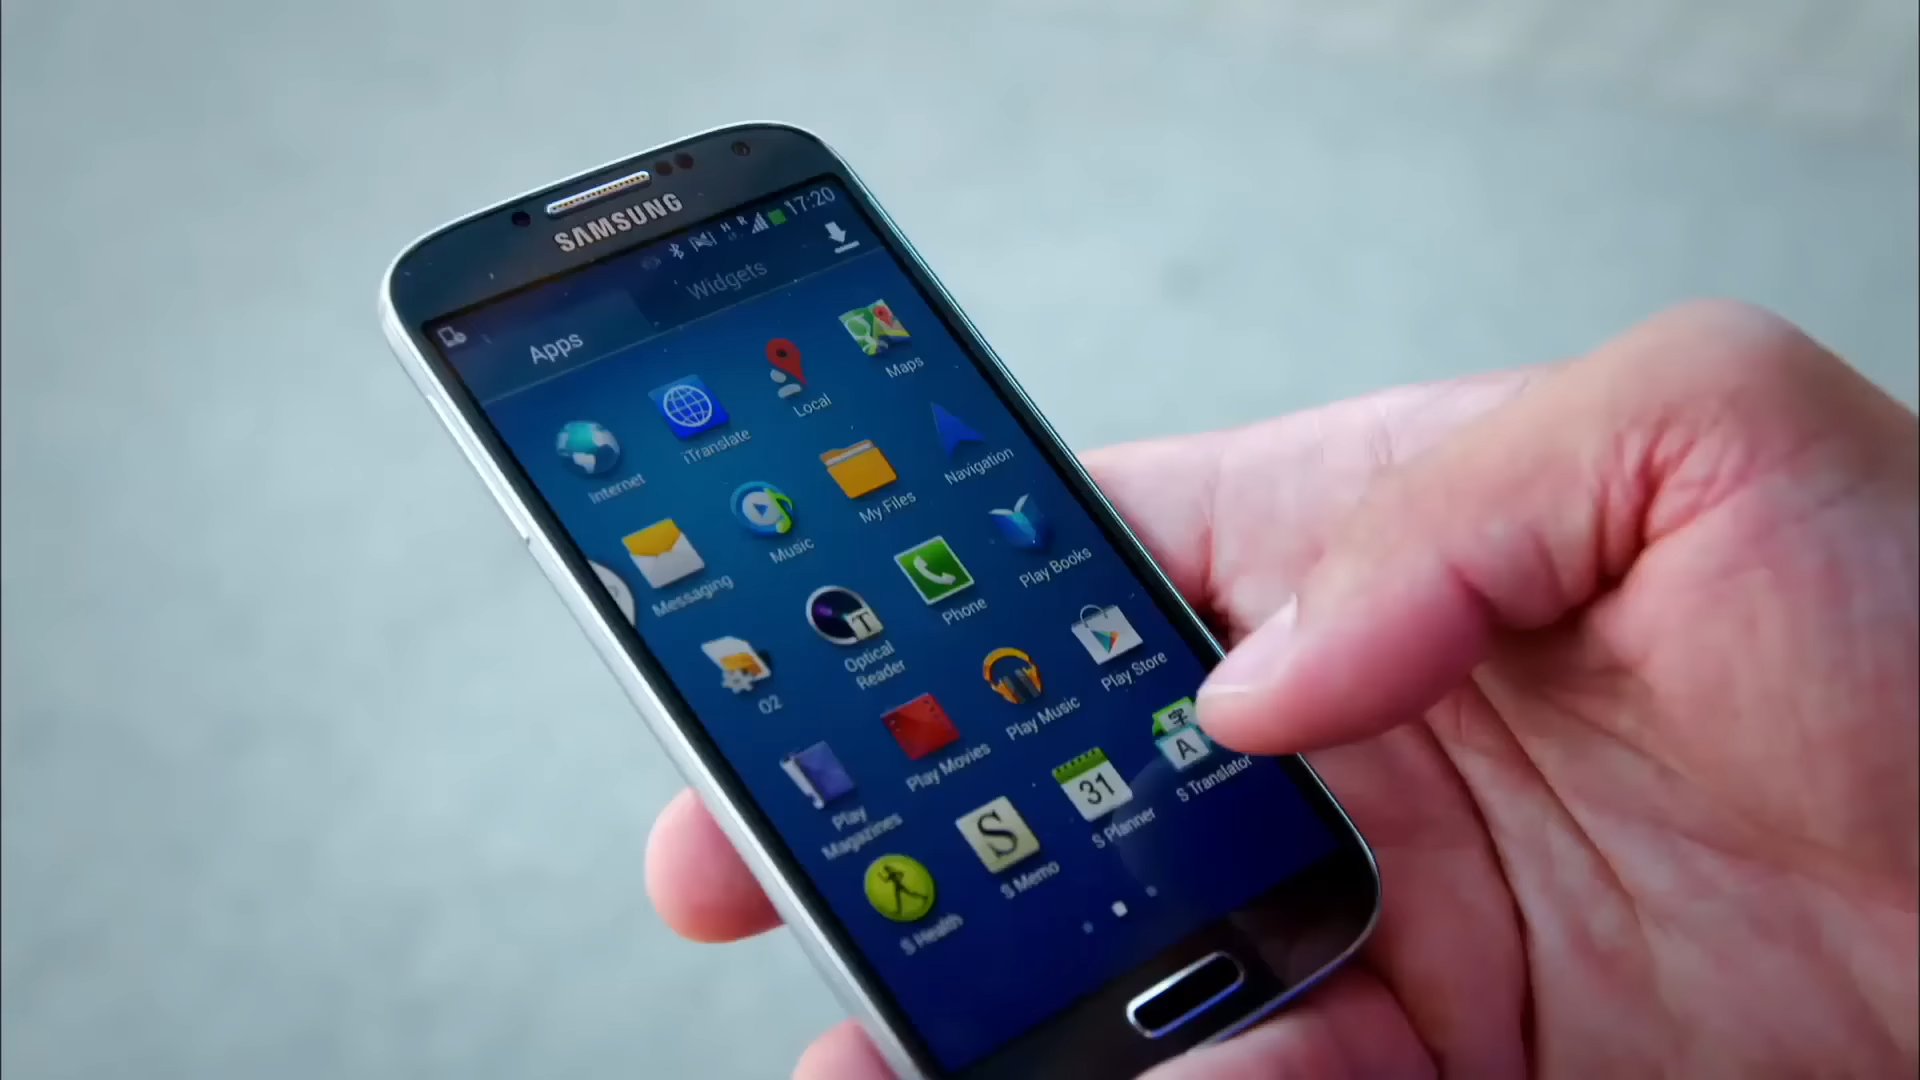 SAMSUNG
H R 17:20
Apps Widgets
Internet
iTranslate
Local
Maps
Messaging
Music
My Files
Navigation
O2
T
Optical
Reader
Phone
Play Books
Play
Magazines
Play Movies
Play Music
Play Store
S Health
S
S Memo
31
S Planner
字
A
S Translator